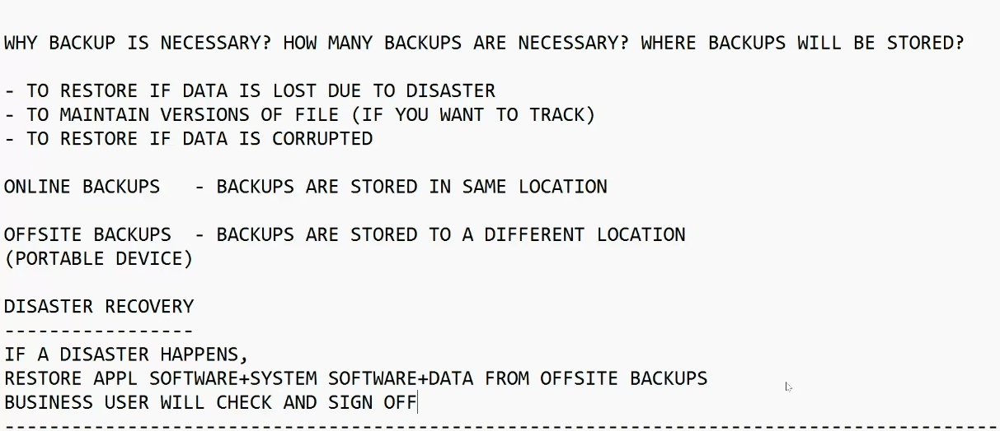 WHY BACKUP IS NECESSARY? HOW MANY BACKUPS ARE NECESSARY? WHERE BACKUPS WILL BE STORED?
- TO RESTORE IF DATA IS LOST DUE TO DISASTER
- TO MAINTAIN VERSIONS OF FILE (IF YOU WANT TO TRACK)
- TO RESTORE IF DATA IS CORRUPTED
ONLINE BACKUPS - BACKUPS ARE STORED IN SAME LOCATION
OFFSITE BACKUPS - BACKUPS ARE STORED TO A DIFFERENT LOCATION
(PORTABLE DEVICE)
DISASTER RECOVERY
-----------------
IF A DISASTER HAPPENS,
RESTORE APPL SOFTWARE+SYSTEM SOFTWARE+DATA FROM OFFSITE BACKUPS
BUSINESS USER WILL CHECK AND SIGN OFF
-----------------------------------------------------------------------------------------